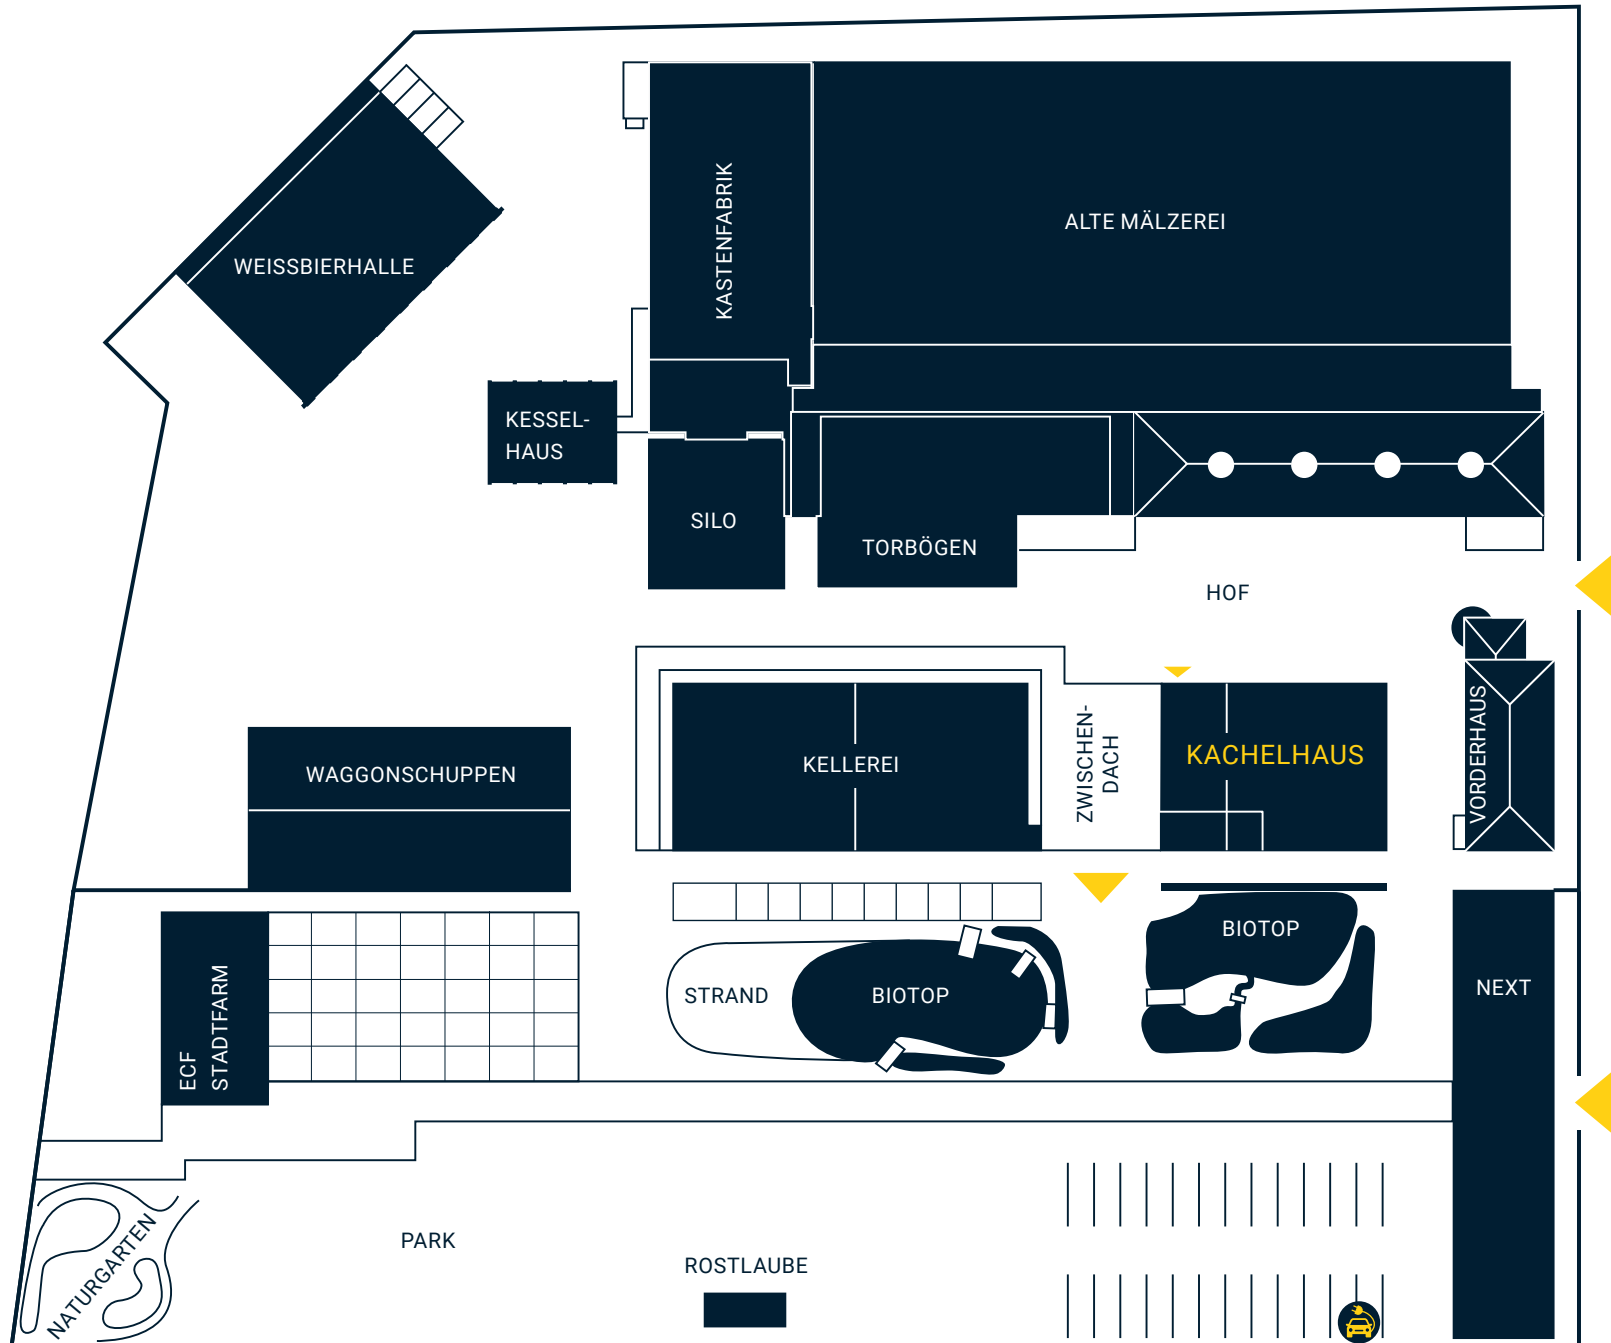 KASTENFABRIK
ALTE MÄLZEREI
WEISSBIERHALLE
KESSEL-
HAUS
SILO
TORBÖGEN
HOF
VORDERHAUS
ZWISCHEN-
DACH
KACHELHAUS
KELLEREI
WAGGONSCHUPPEN
BIOTOP
STRAND
BIOTOP
NEXT
ECF
STADTFARM
NATURGARTEN
PARK
ROSTLAUBE